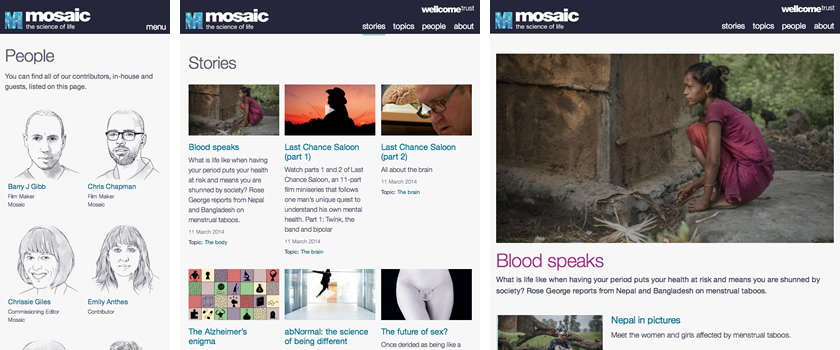 mosaic
the science of life
menu
People
You can find all of our contributors, in-house and
guests, listed on this page.
Barry J Gibb
Film Maker
Mosaic
Chris Chapman
Film Maker
Mosaic
Chrissie Giles
Commissioning Editor
Mosaic
Emily Anthes
Contributor
mosaic
the science of life
wellcometrust
stories topics people about
Stories
Blood speaks
What is life like when having
your period puts your health
at risk and means you are
shunned by society? Rose
George reports from Nepal
and Bangladesh on
menstrual taboos.
11 March 2014
Topic: The body
Last Chance Saloon
(part 1)
Watch parts 1 and 2 of Last
Chance Saloon, an 11-part
film miniseries that follows
one man's unique quest to
understand his own mental
health. Part 1: Twink, the
band and bipolar
11 March 2014
Topic: The brain
Last Chance Saloon
(part 2)
All about the brain
11 March 2014
Topic: The brain
The Alzheimer's
enigma
abNormal: the science
of being different
The future of sex?
Once derided as being like a
mosaic
the science of life
wellcometrust
stories topics people about
Blood speaks
What is life like when having your period puts your health at risk and means you are shunned by
society? Rose George reports from Nepal and Bangladesh on menstrual taboos.
Nepal in pictures
Meet the women and girls affected by menstrual taboos.